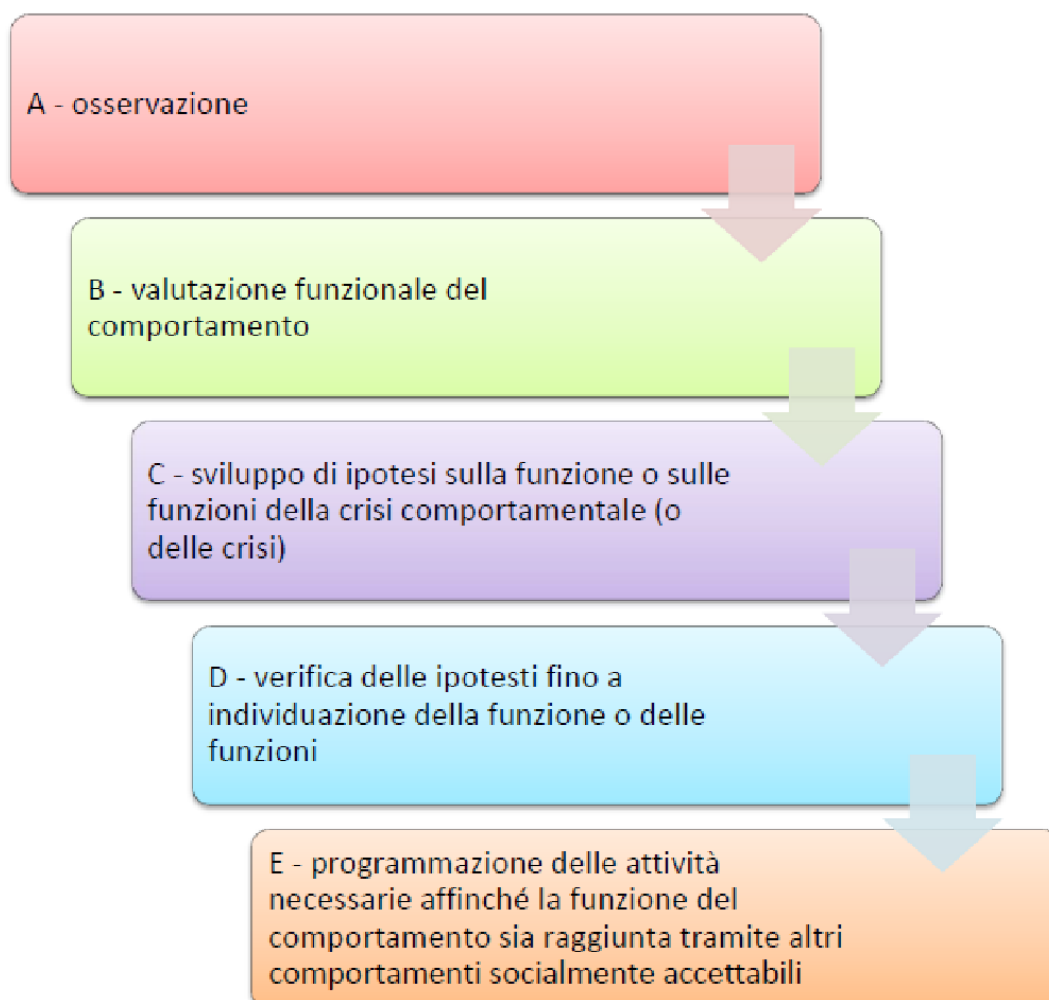 A - osservazione
B - valutazione funzionale del
comportamento
C - sviluppo di ipotesi sulla funzione o sulle
funzioni della crisi comportamentale (o
delle crisi)
D - verifica delle ipotesti fino a
individuazione della funzione o delle
funzioni
E - programmazione delle attività
necessarie affinché la funzione del
comportamento sia raggiunta tramite altri
comportamenti socialmente accettabili